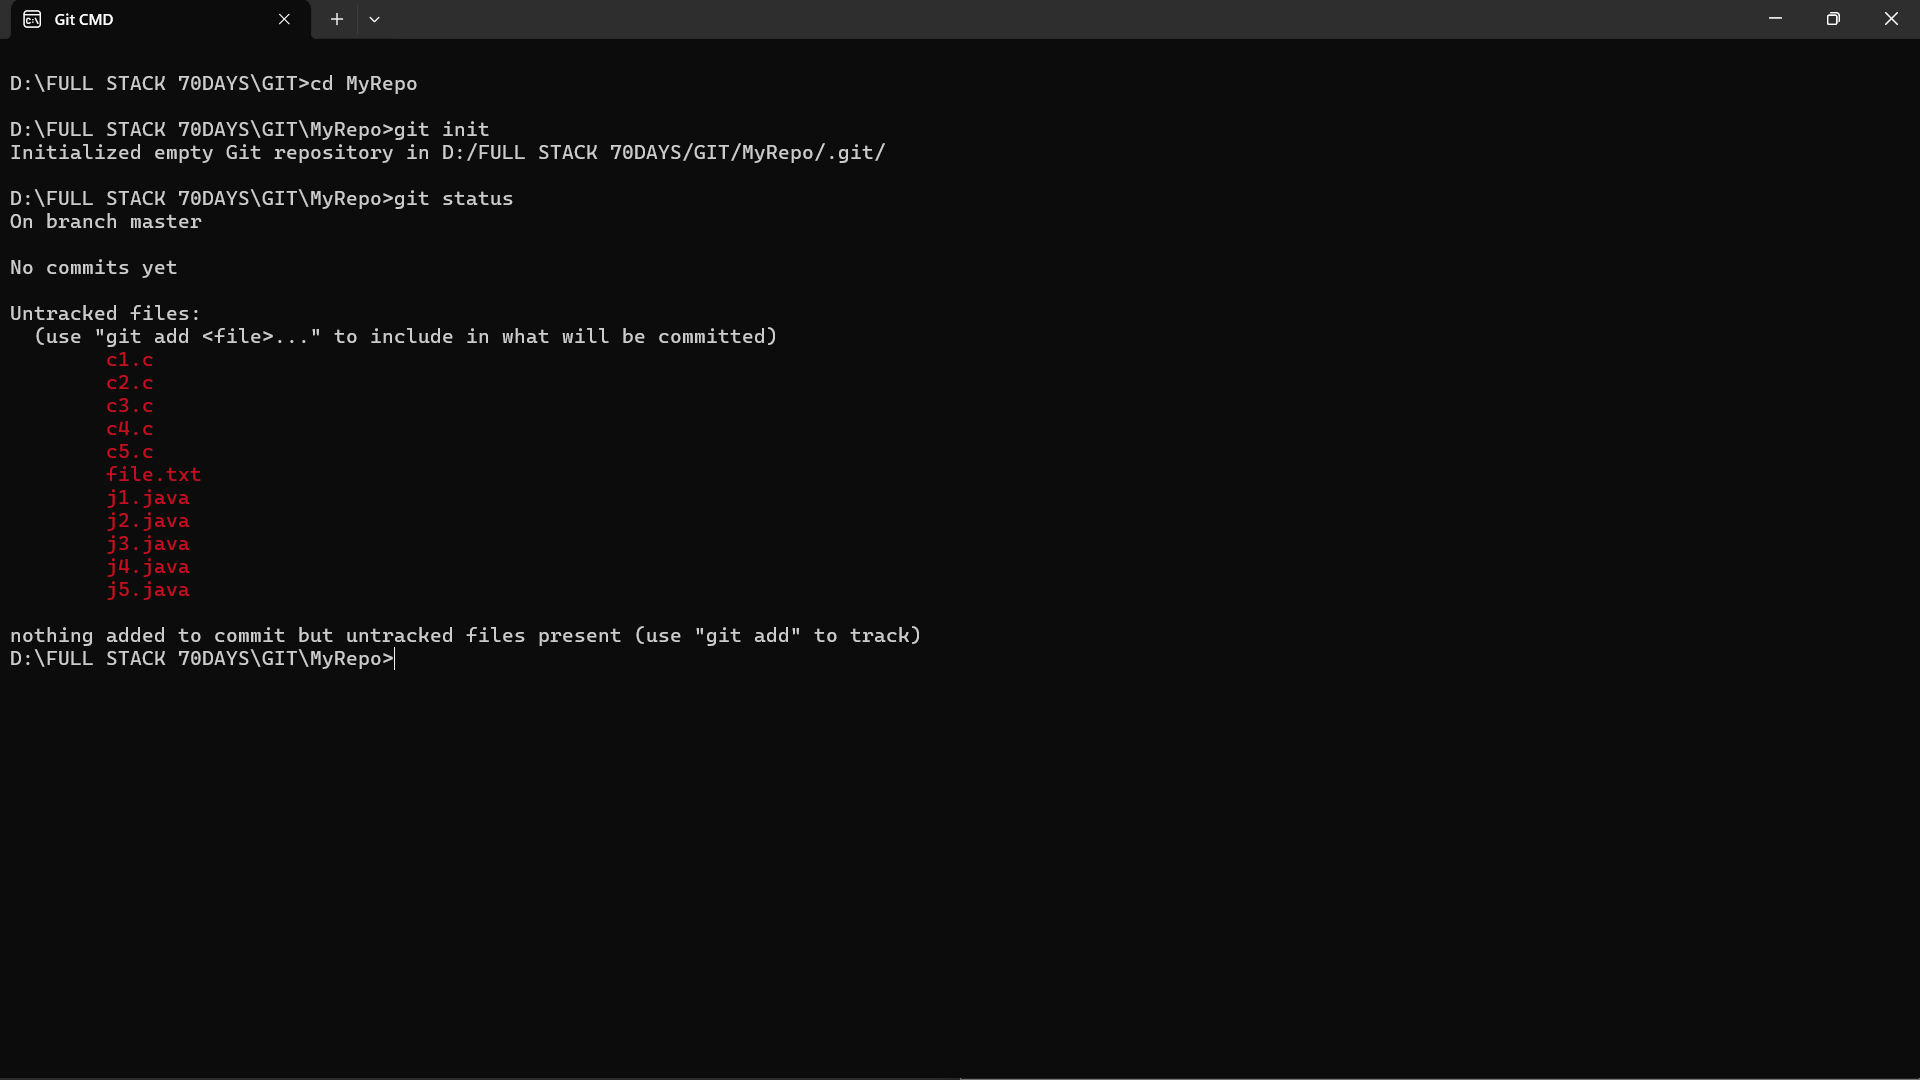 Git CMD
D:\FULL STACK 70DAYS\GIT>cd MyRepo
D:\FULL STACK 70DAYS\GIT\MyRepo>git init
Initialized empty Git repository in D:/FULL STACK 70DAYS/GIT/MyRepo/.git/
D:\FULL STACK 70DAYS\GIT\MyRepo>git status
On branch master
No commits yet
Untracked files:
  (use "git add <file>..." to include in what will be committed)
        c1.c
        c2.c
        c3.c
        c4.c
        c5.c
        file.txt
        j1.java
        j2.java
        j3.java
        j4.java
        j5.java
nothing added to commit but untracked files present (use "git add" to track)
D:\FULL STACK 70DAYS\GIT\MyRepo>